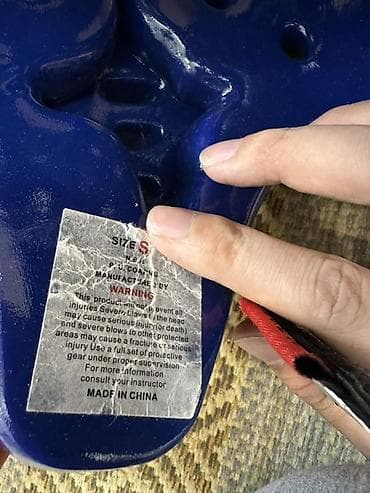 SIZE S
MANUFACTURED BY
WARNING
This product will not prevent all
injuries Severe blows to the head
may cause serious injury(or death)
and severe blows to other protected
areas may cause a fracture or serious
injury Use a full set of protective
gear under proper supervision
For more information
consult your instructor
MADE IN CHINA